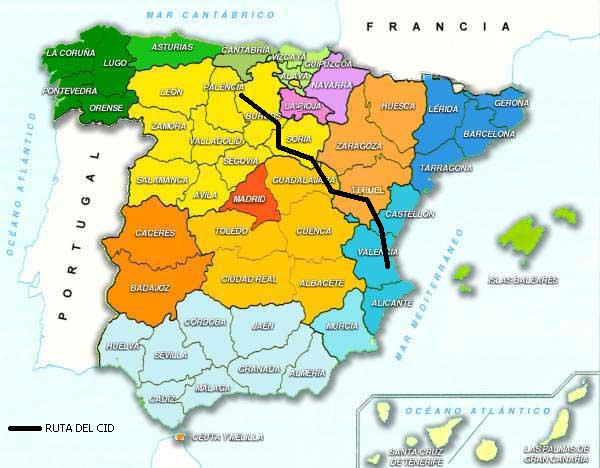 MAR CANTÁBRICO
FRANCIA
LA CORUÑA
LUGO
ASTURIAS
CANTABRIA
VIZCAYA
GUIPÚZCOA
ALAVA
NAVARRA
PONTEVEDRA
ORENSE
LEÓN
PALENCIA
BURGOS
LA RIOJA
HUESCA
LÉRIDA
GERONA
BARCELONA
ZAMORA
VALLADOLID
SORIA
ZARAGOZA
TARRAGONA
SEGOVIA
SALAMANCA
AVILA
MADRID
GUADALAJARA
TERUEL
CASTELLÓN
OCÉANO ATLÁNTICO
PORTUGAL
CACERES
TOLEDO
CUENCA
VALENCIA
MAR MEDITERRÁNEO
ISLAS BALEARES
BADAJOZ
CIUDAD REAL
ALBACETE
ALICANTE
CÓRDOBA
JAÉN
MURCIA
HUELVA
SEVILLA
GRANADA
ALMERÍA
MÁLAGA
CÁDIZ
OCÉANO ATLÁNTICO
RUTA DEL CID
CEUTA Y MELILLA
SANTA CRUZ
DE TENERIFE
LAS PALMAS DE
GRAN CANARIA